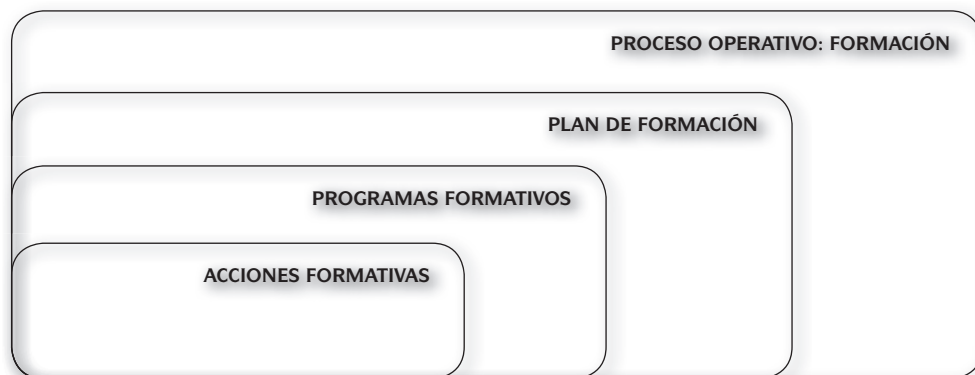 PROCESO OPERATIVO: FORMACIÓN
PLAN DE FORMACIÓN
PROGRAMAS FORMATIVOS
ACCIONES FORMATIVAS